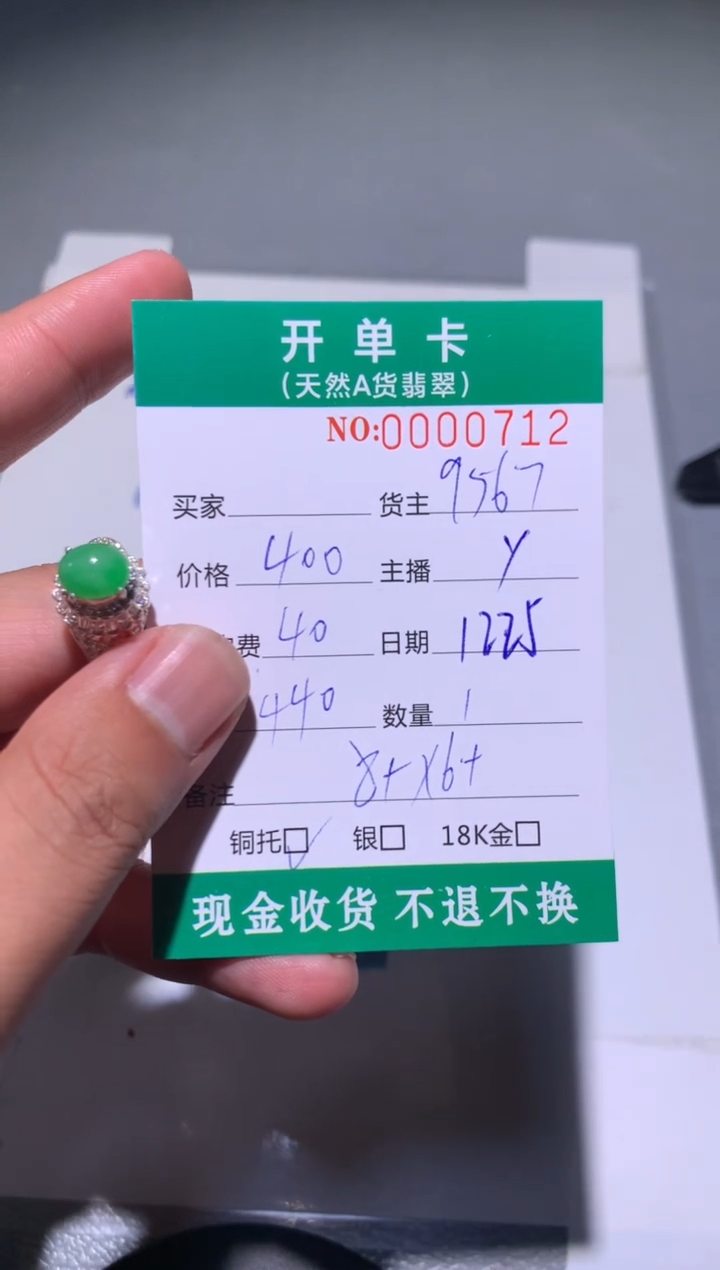 开单卡
(天然A货翡翠)
NO:0000712
买家 货主 9567
价格 400 主播 Y
费 40 日期 1225
440 数量 1
备注 8+X6+
铜托□✓ 银□ 18K金□
现金收货 不退不换